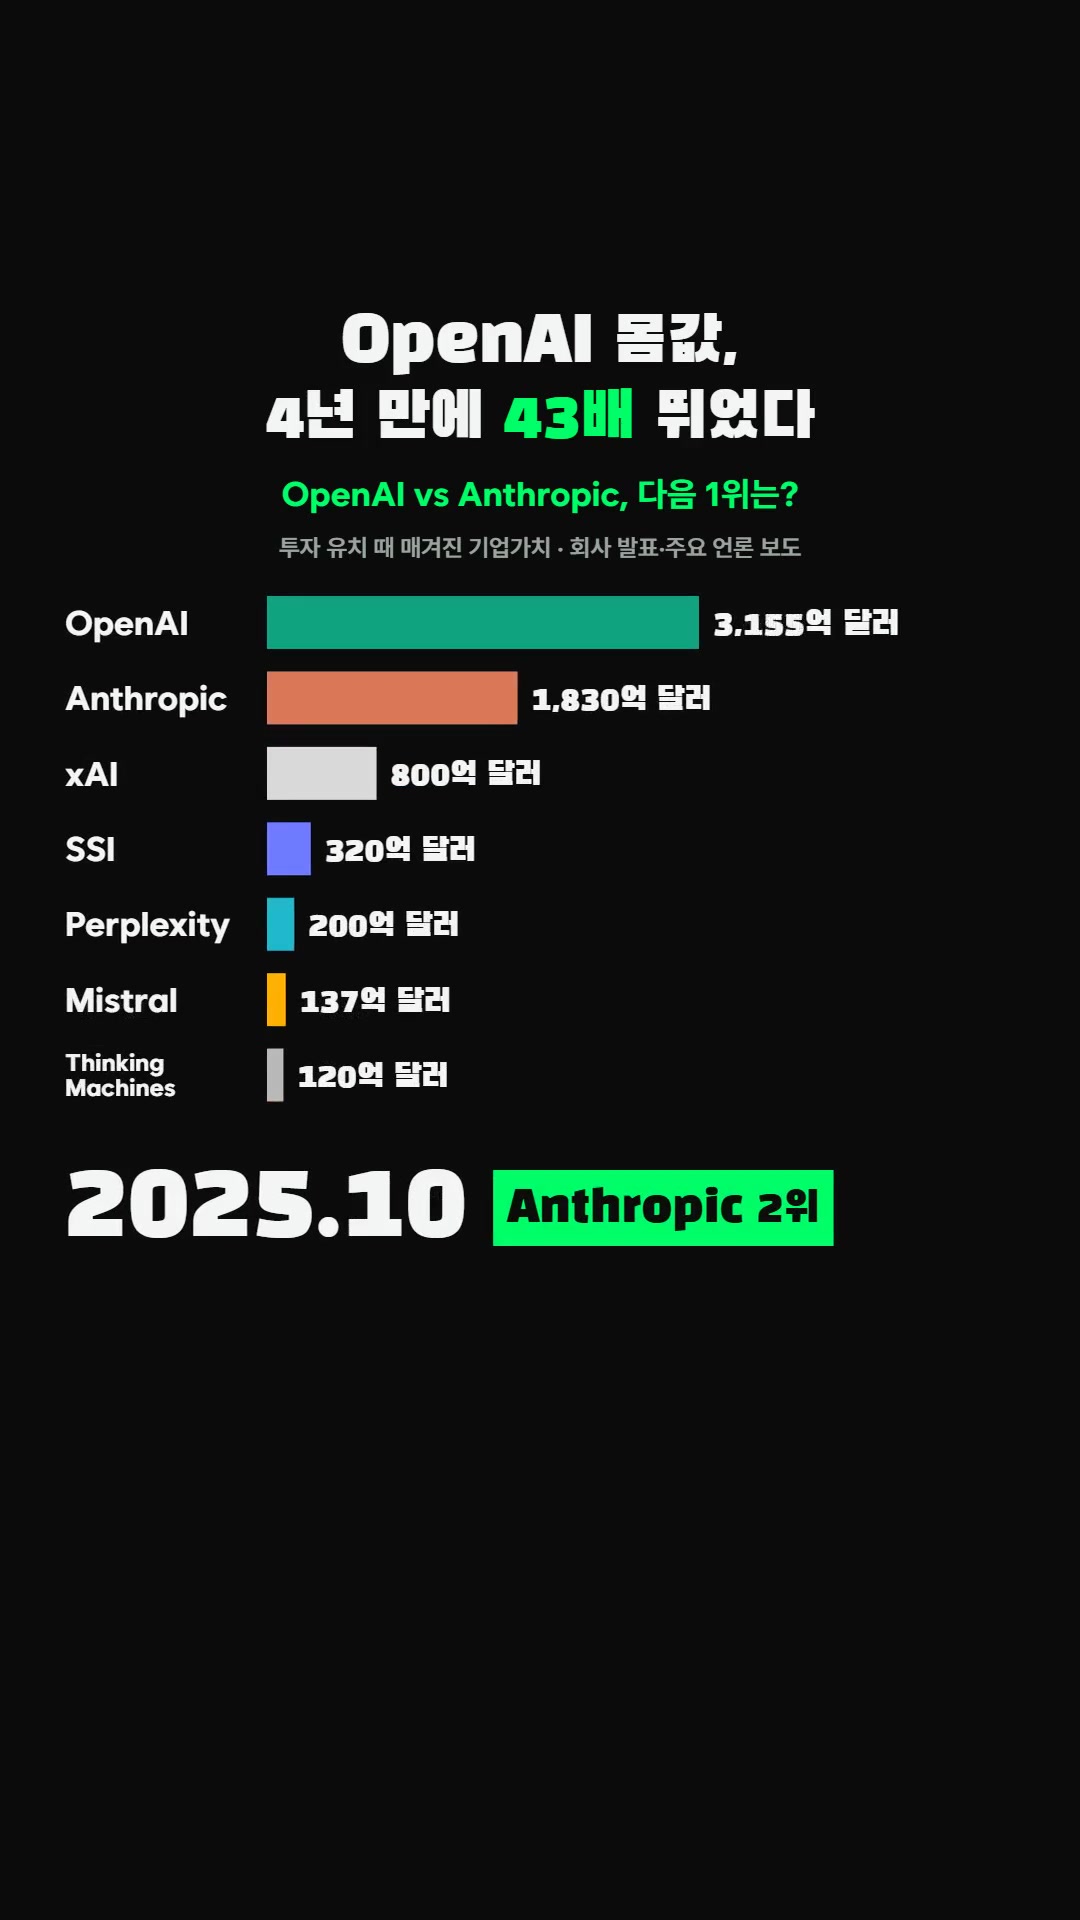 OpenAI 몸값,
4년 만에 43배 뛰었다
OpenAI vs Anthropic, 다음 1위는?
투자 유치 때 매겨진 기업가치 · 회사 발표·주요 언론 보도
OpenAI 3,155억 달러
Anthropic 1,830억 달러
xAI 800억 달러
SSI 320억 달러
Perplexity 200억 달러
Mistral 137억 달러
Thinking
Machines 120억 달러
2025.10 Anthropic 2위